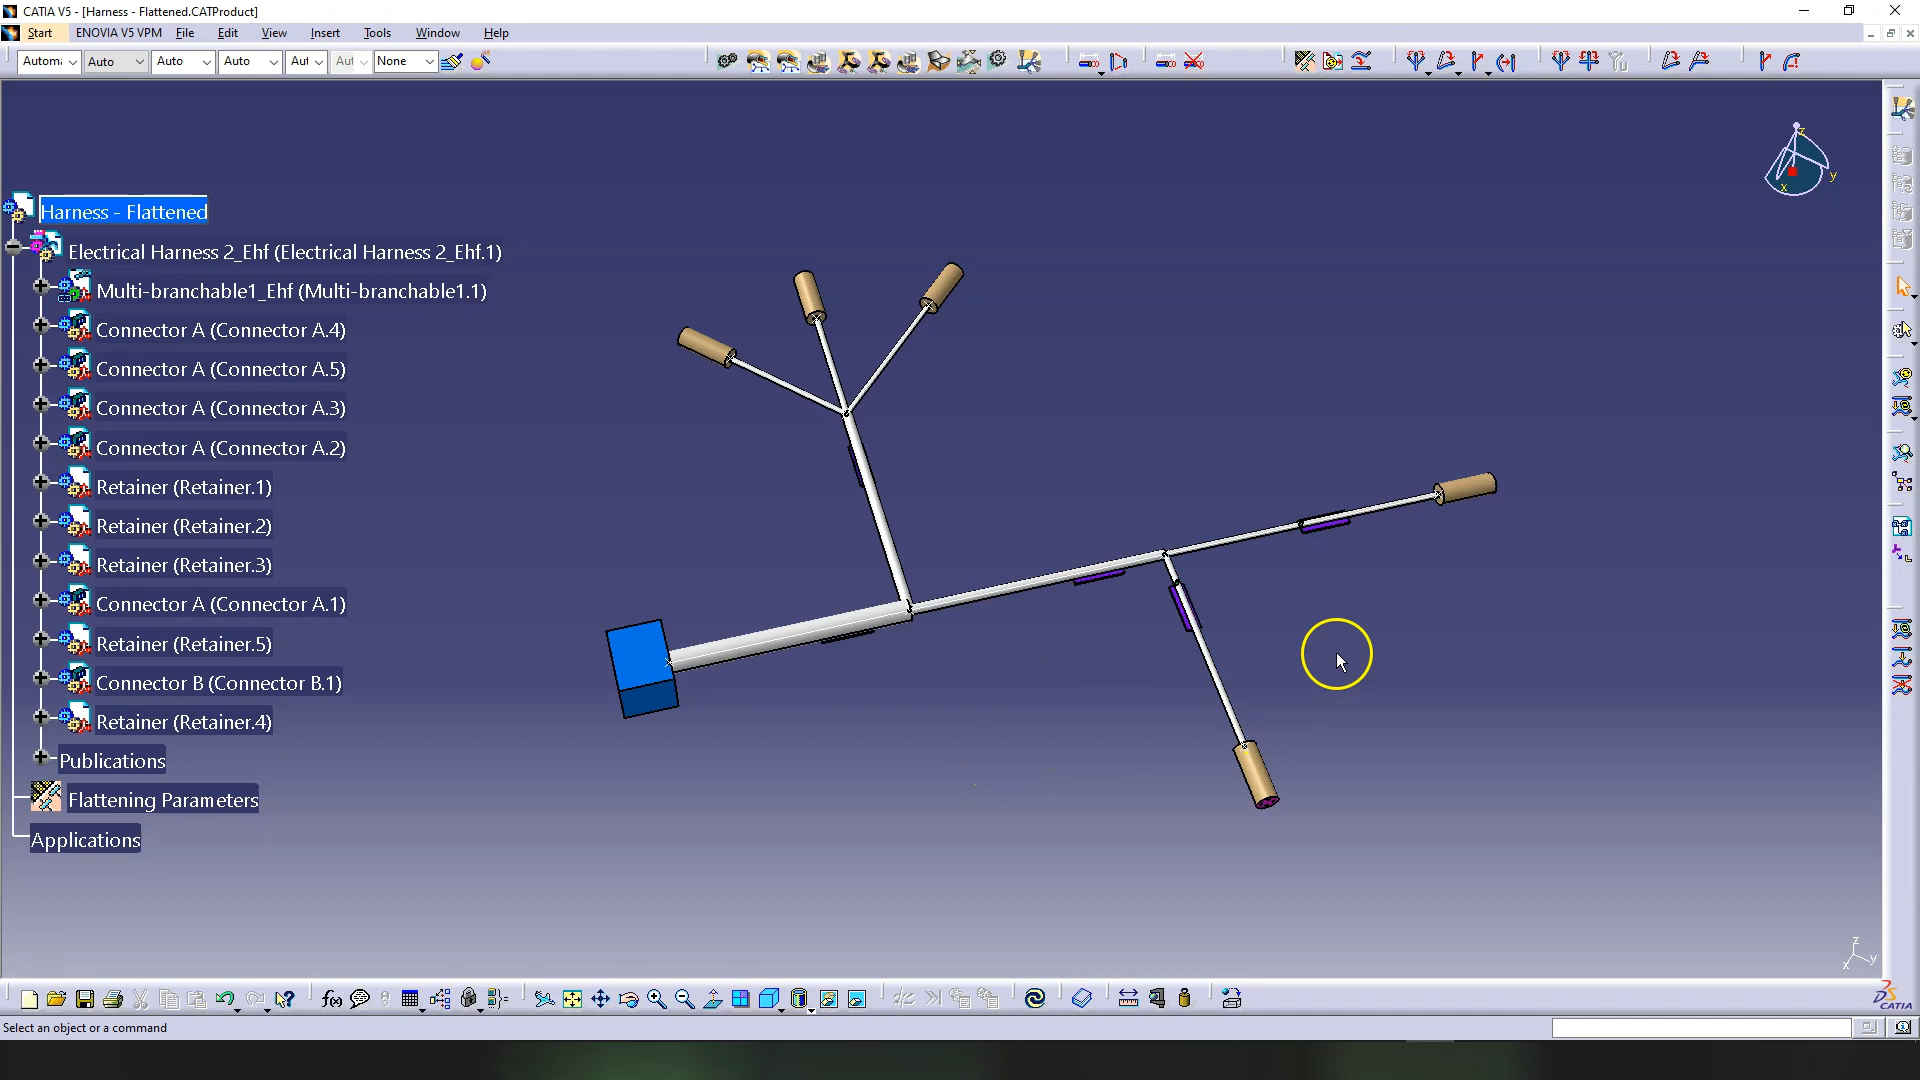 CATIA V5 - [Harness - Flattened.CATProduct]
Start ENOVIA V5 VPM File Edit View Insert Tools Window Help
Automa Auto Auto Auto Aut Aut None
Harness - Flattened
Electrical Harness 2_Ehf (Electrical Harness 2_Ehf.1)
Multi-branchable1_Ehf (Multi-branchable1.1)
Connector A (Connector A.4)
Connector A (Connector A.5)
Connector A (Connector A.3)
Connector A (Connector A.2)
Retainer (Retainer.1)
Retainer (Retainer.2)
Retainer (Retainer.3)
Connector A (Connector A.1)
Retainer (Retainer.5)
Connector B (Connector B.1)
Retainer (Retainer.4)
Publications
Flattening Parameters
Applications
z
y
x
z
y
x
f(x)
CATIA
Select an object or a command